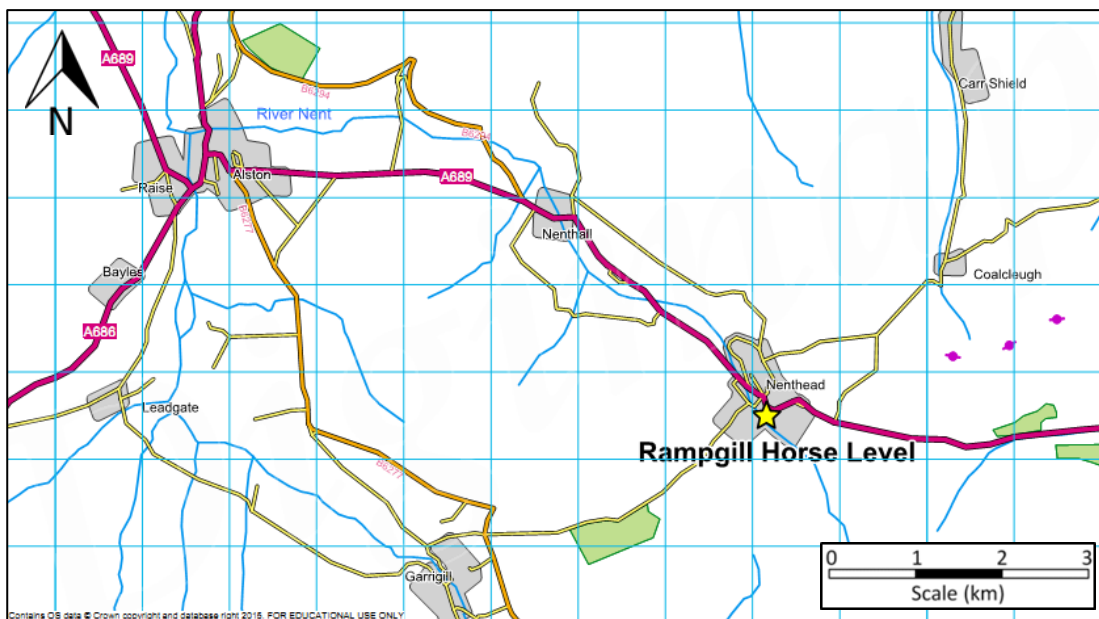 A689
Carr Shield
B6294
N
River Nent
B6294
Raise
Alston
A689
B6277
Nenthall
Bayles
Coalcleugh
A686
Nenthead
Leadgate
Rampgill Horse Level
B6277
Garrigill
0 1 2 3
Scale (km)
Contains OS data © Crown copyright and database right 2015. FOR EDUCATIONAL USE ONLY